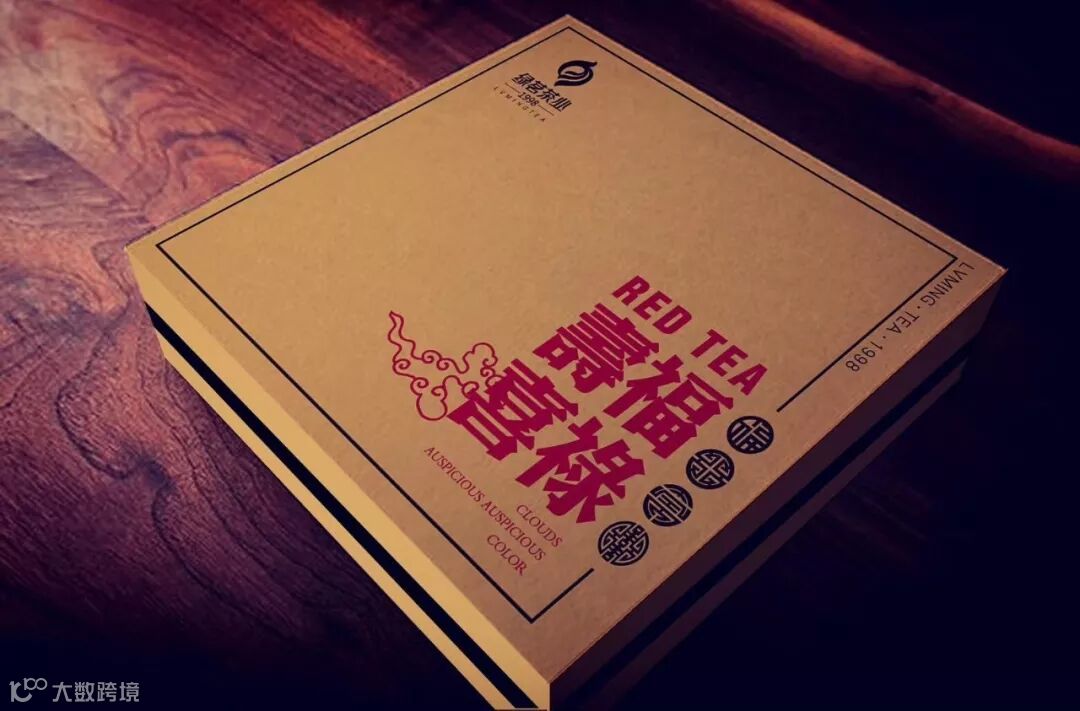 绿茗茶业
1998
LVMINGTEA
LVMING · TEA · 1998
RED TEA
壽福
喜祿
CLOUDS
AUSPICIOUS AUSPICIOUS
COLOR
大数跨境